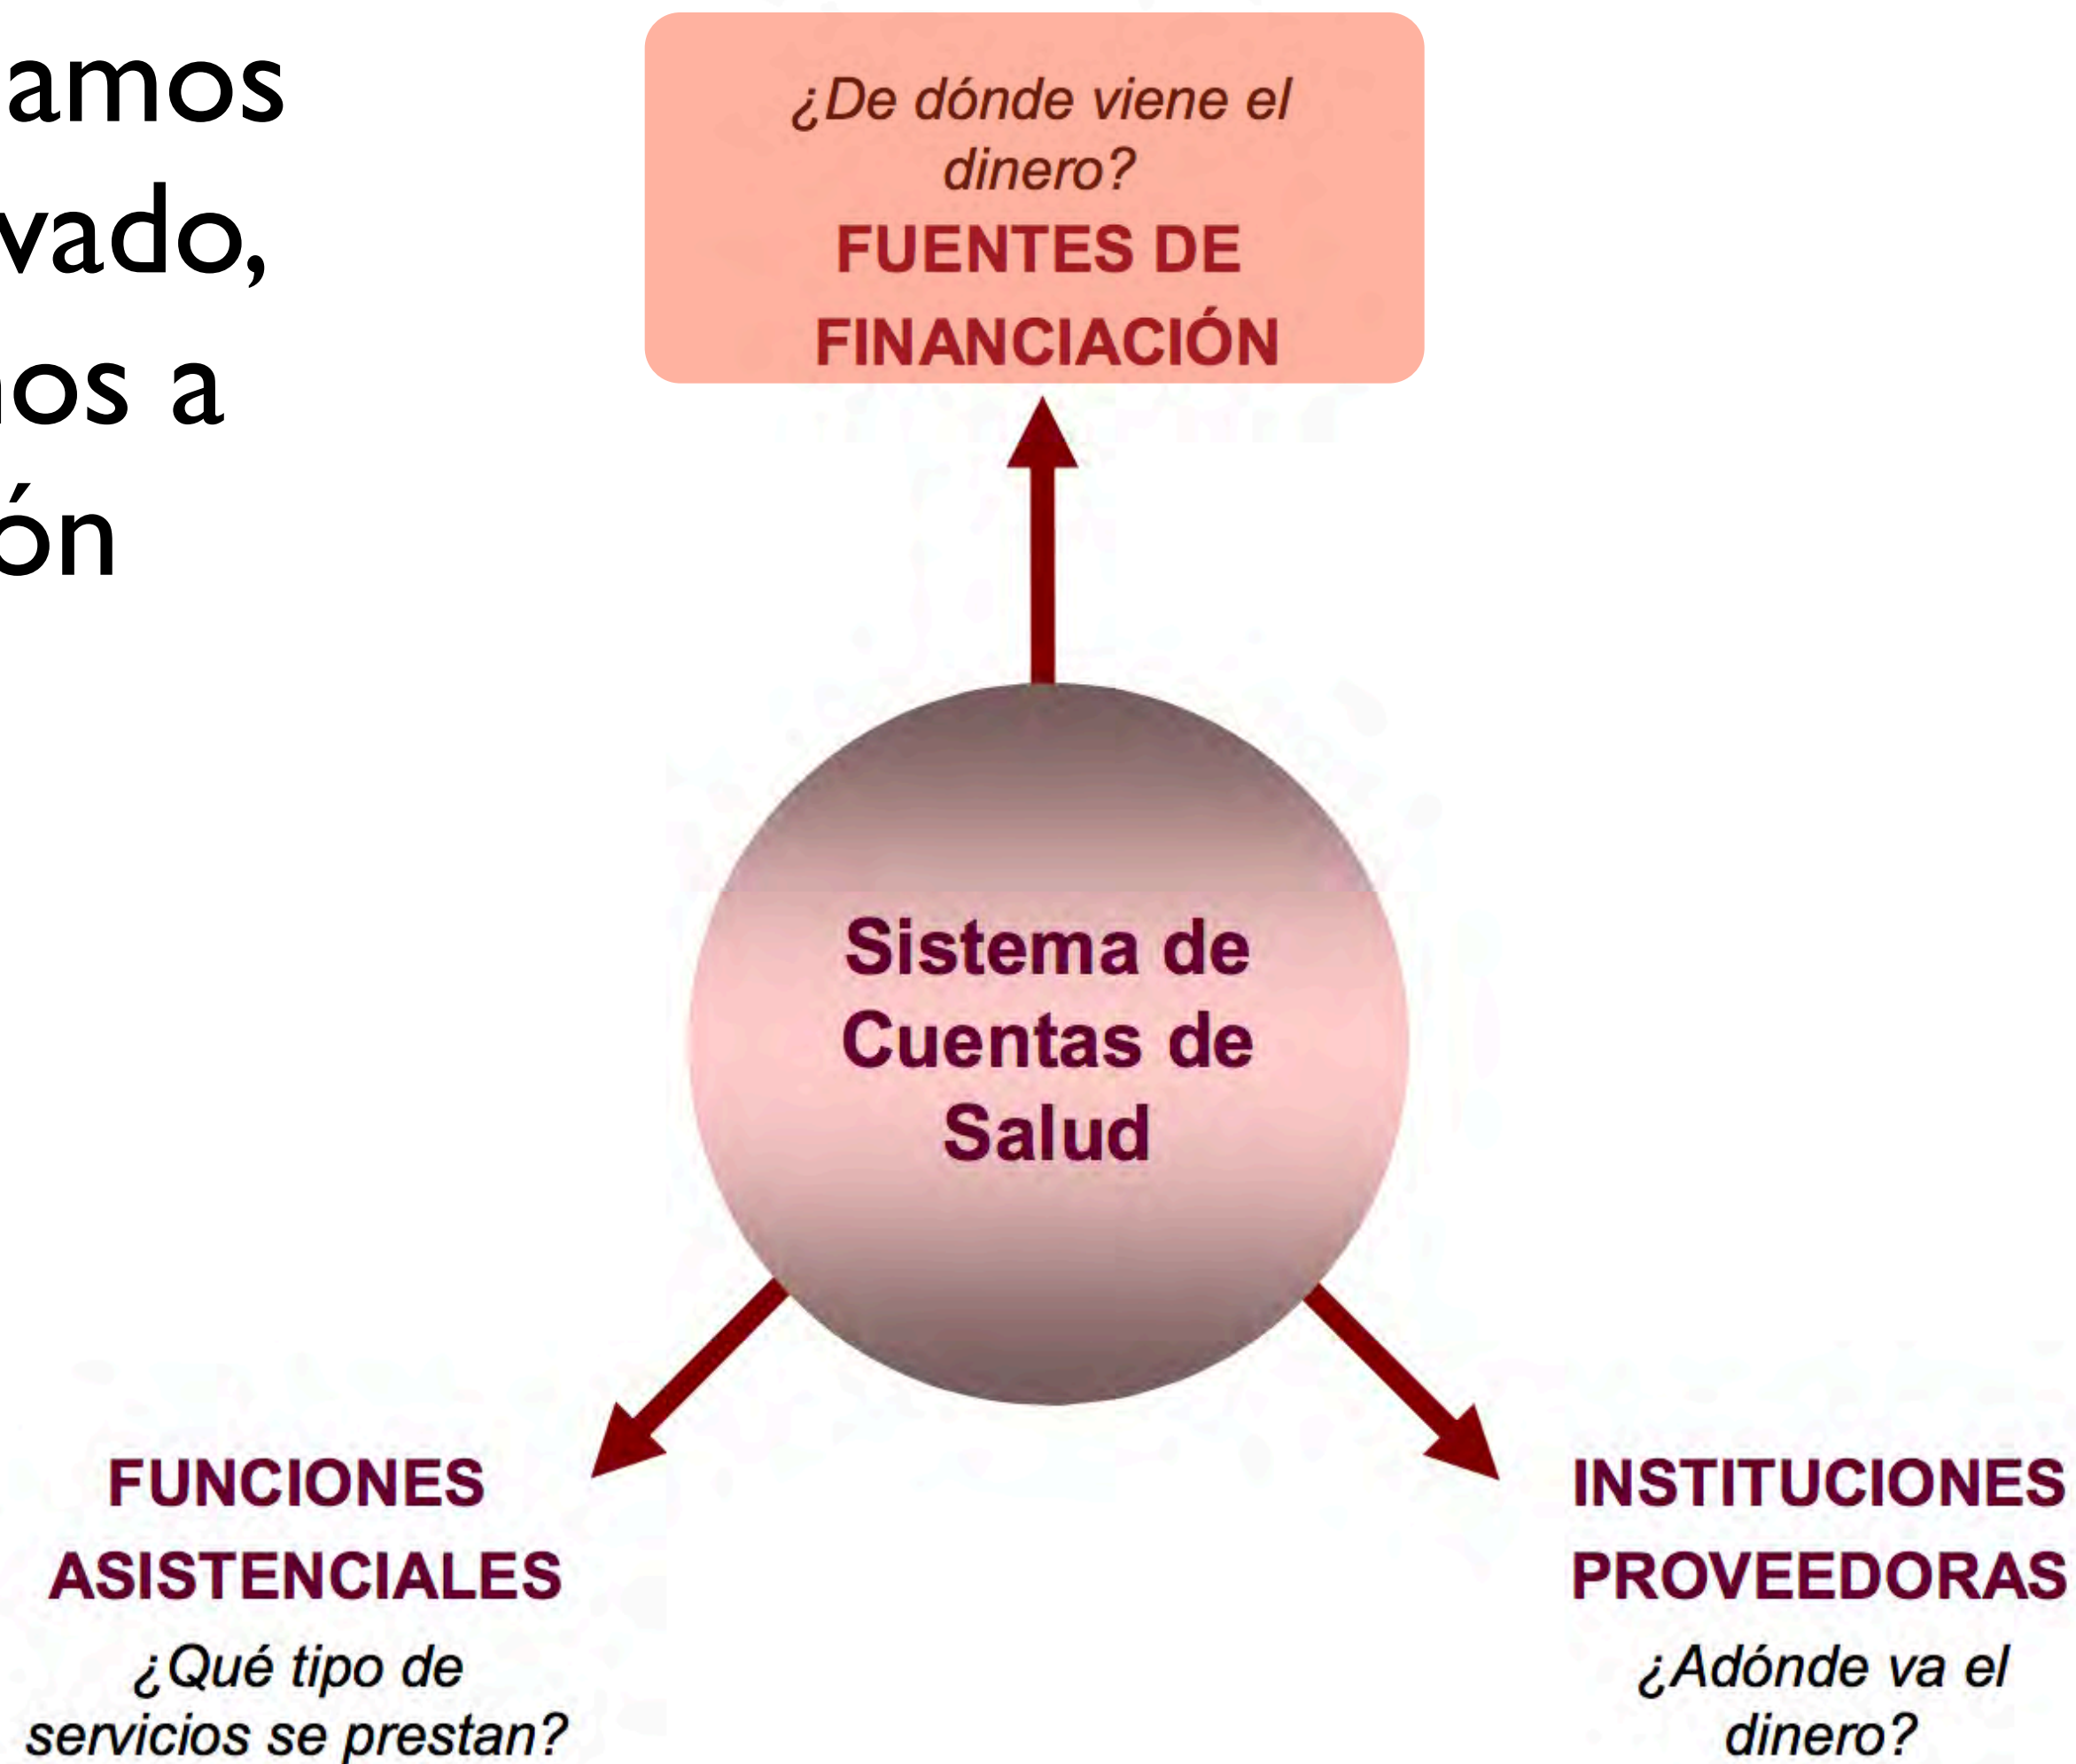 amos
vado,
os a
ón
¿De dónde viene el
dinero?
FUENTES DE
FINANCIACIÓN
Sistema de
Cuentas de
Salud
FUNCIONES
ASISTENCIALES
¿Qué tipo de
servicios se prestan?
INSTITUCIONES
PROVEEDORAS
¿Adónde va el
dinero?